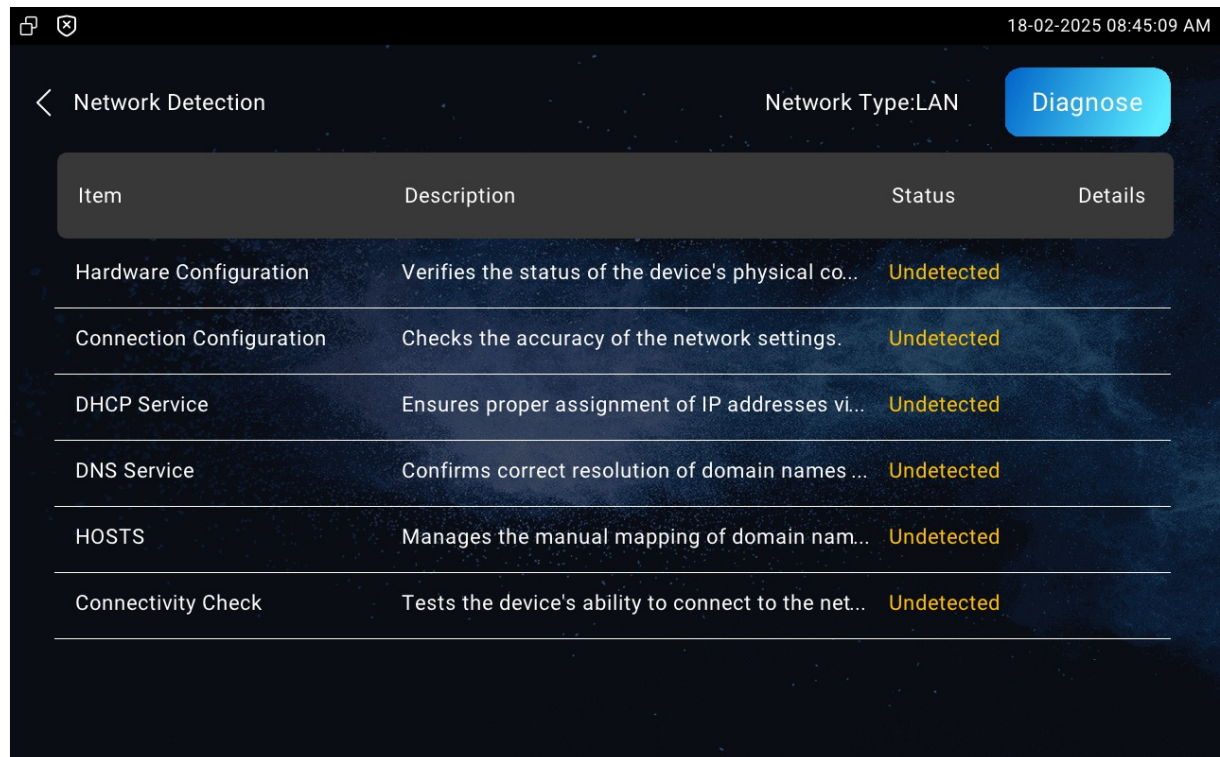 18-02-2025 08:45:09 AM
Network Detection Network Type:LAN Diagnose
Item Description Status Details
Hardware Configuration Verifies the status of the device's physical co... Undetected
Connection Configuration Checks the accuracy of the network settings. Undetected
DHCP Service Ensures proper assignment of IP addresses vi... Undetected
DNS Service Confirms correct resolution of domain names ... Undetected
HOSTS Manages the manual mapping of domain nam... Undetected
Connectivity Check Tests the device's ability to connect to the net... Undetected